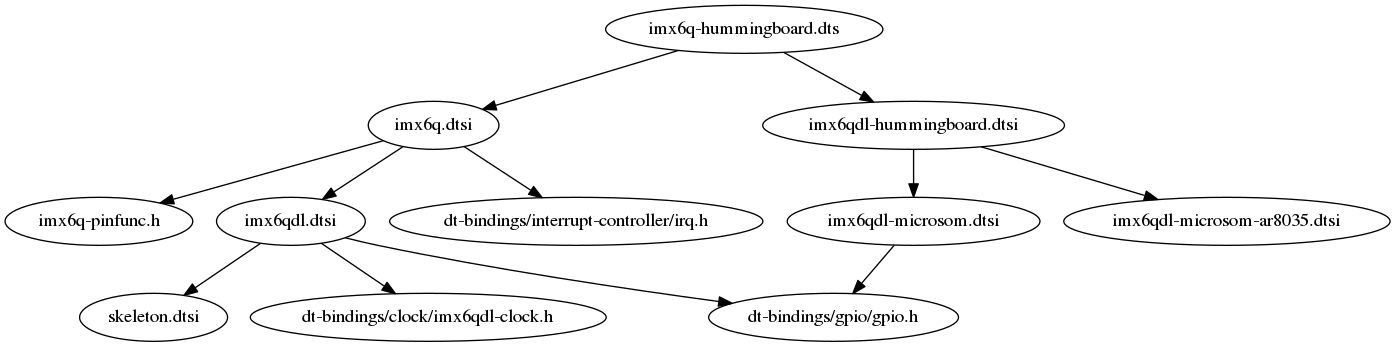 imx6q-hummingboard.dts
imx6q.dtsi
imx6qdl-hummingboard.dtsi
imx6q-pinfunc.h
imx6qdl.dtsi
dt-bindings/interrupt-controller/irq.h
imx6qdl-microsom.dtsi
imx6qdl-microsom-ar8035.dtsi
skeleton.dtsi
dt-bindings/clock/imx6qdl-clock.h
dt-bindings/gpio/gpio.h